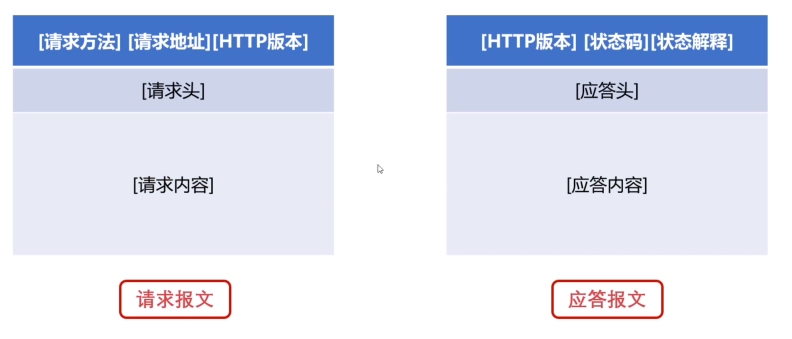 [请求方法] [请求地址][HTTP版本]
[请求头]
[请求内容]
请求报文
[HTTP版本] [状态码][状态解释]
[应答头]
[应答内容]
应答报文